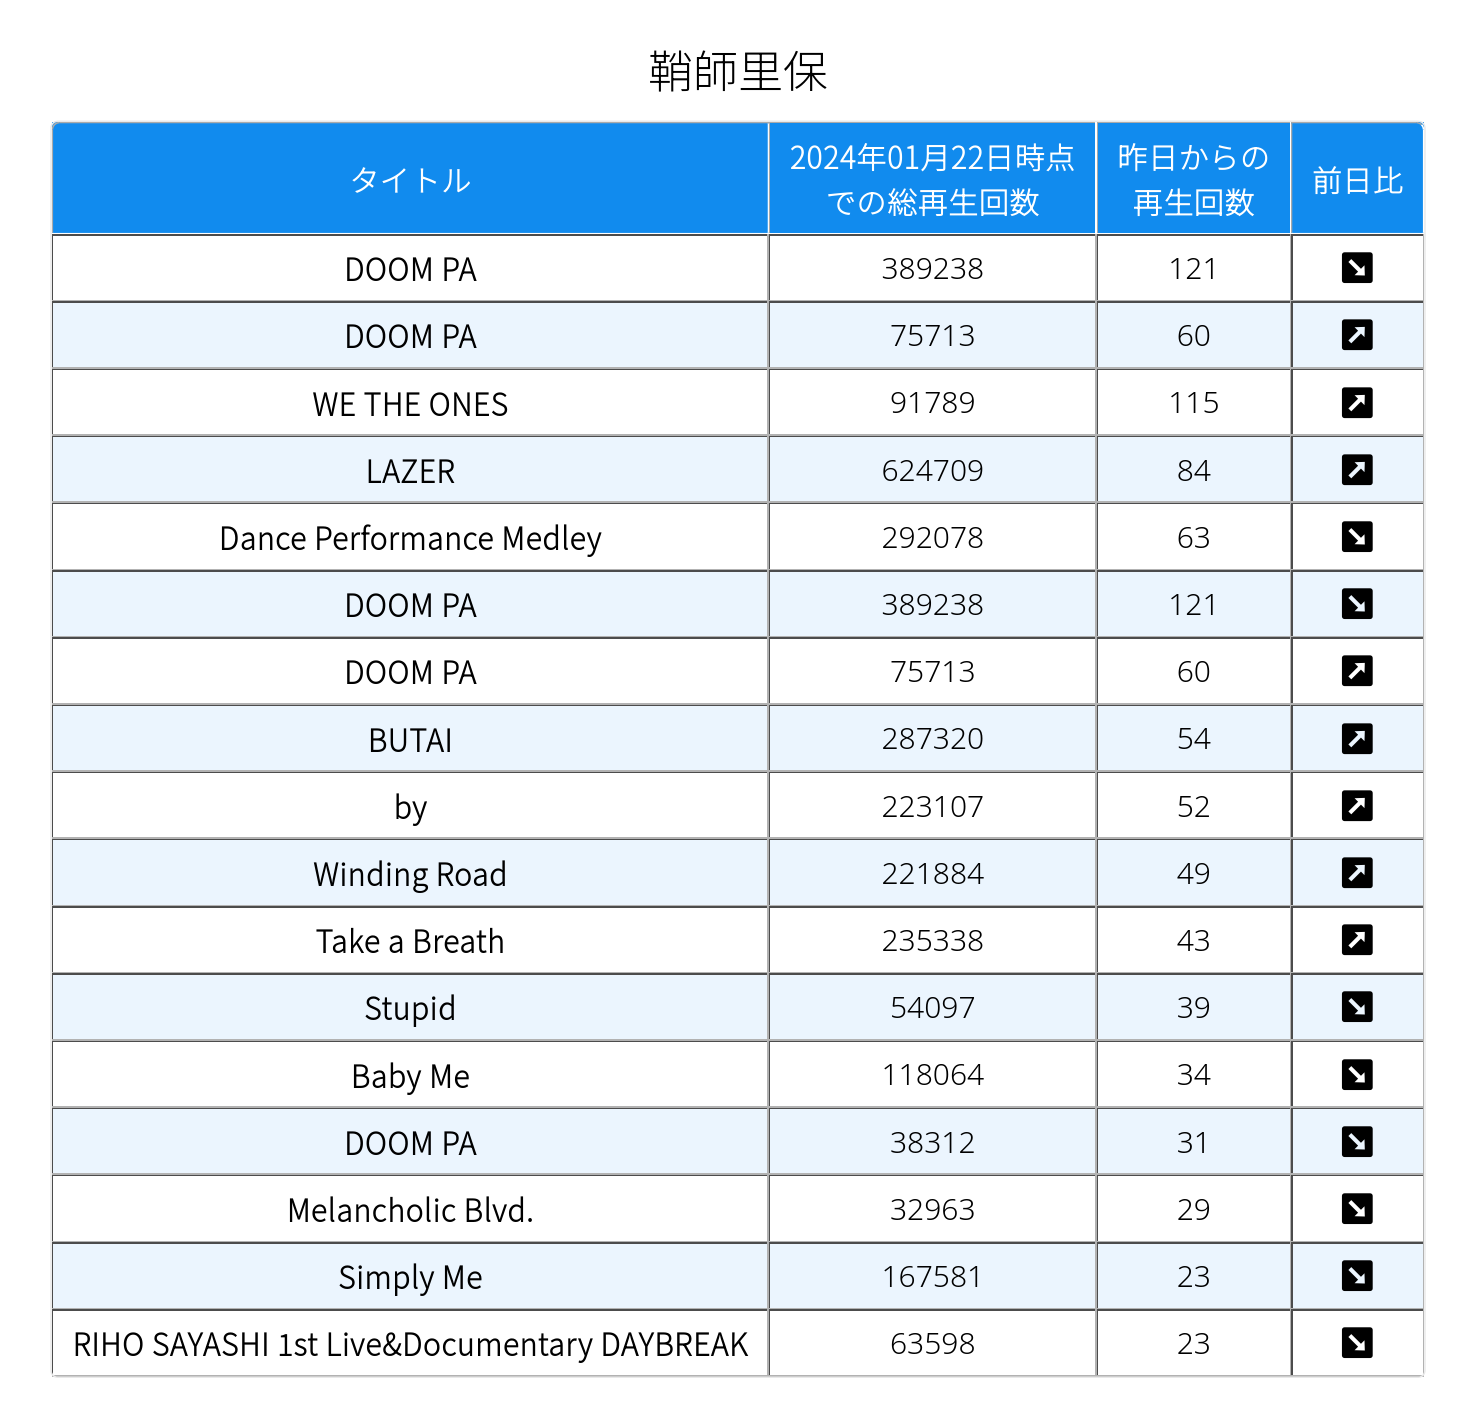 鞘師里保
タイトル 2024年01月22日時点 昨日からの 前日比
での総再生回数 再生回数
DOOM PA 389238 121 ↘
DOOM PA 75713 60 ↗
WE THE ONES 91789 115 ↗
LAZER 624709 84 ↗
Dance Performance Medley 292078 63 ↘
DOOM PA 389238 121 ↘
DOOM PA 75713 60 ↗
BUTAI 287320 54 ↗
by 223107 52 ↗
Winding Road 221884 49 ↗
Take a Breath 235338 43 ↗
Stupid 54097 39 ↘
Baby Me 118064 34 ↘
DOOM PA 38312 31 ↘
Melancholic Blvd. 32963 29 ↘
Simply Me 167581 23 ↘
RIHO SAYASHI 1st Live&Documentary DAYBREAK 63598 23 ↘